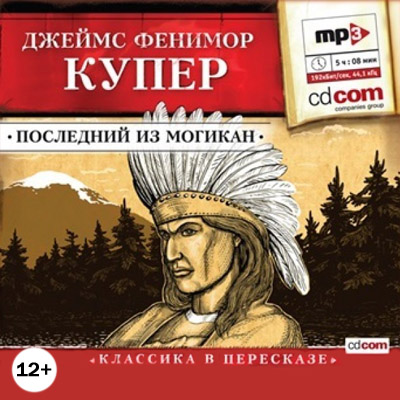 ДЖЕЙМС ФЕНИМОР
КУПЕР
• ПОСЛЕДНИЙ ИЗ МОГИКАН •
mp3
5 ч : 08 мин
192кБит/сек, 44,1 кГц
cdcom
companies group
12+
«КЛАССИКА В ПЕРЕСКАЗЕ»
cdcom